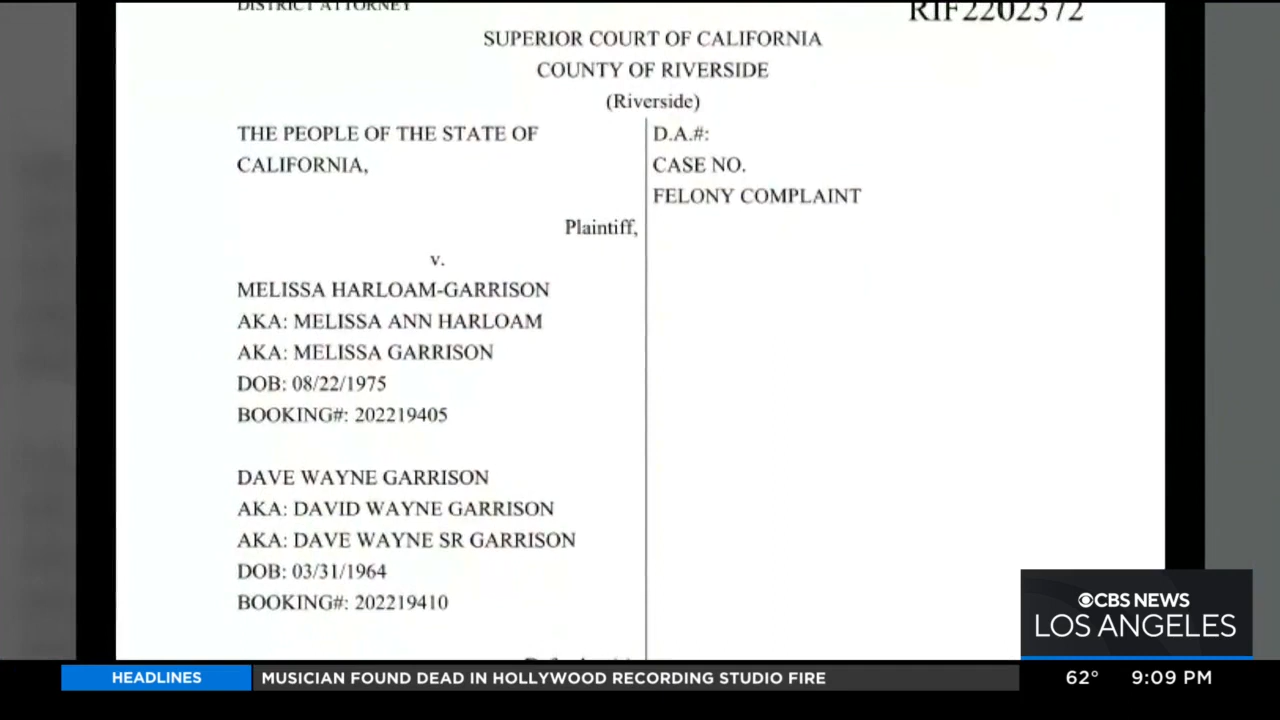 DISTRICT ATTORNEY
RIF2202372
SUPERIOR COURT OF CALIFORNIA
COUNTY OF RIVERSIDE
(Riverside)
THE PEOPLE OF THE STATE OF
CALIFORNIA,
Plaintiff,
v.
MELISSA HARLOAM-GARRISON
AKA: MELISSA ANN HARLOAM
AKA: MELISSA GARRISON
DOB: 08/22/1975
BOOKING#: 202219405
DAVE WAYNE GARRISON
AKA: DAVID WAYNE GARRISON
AKA: DAVE WAYNE SR GARRISON
DOB: 03/31/1964
BOOKING#: 202219410
D.A.#:
CASE NO.
FELONY COMPLAINT
CBS NEWS
LOS ANGELES
HEADLINES MUSICIAN FOUND DEAD IN HOLLYWOOD RECORDING STUDIO FIRE 62° 9:09 PM